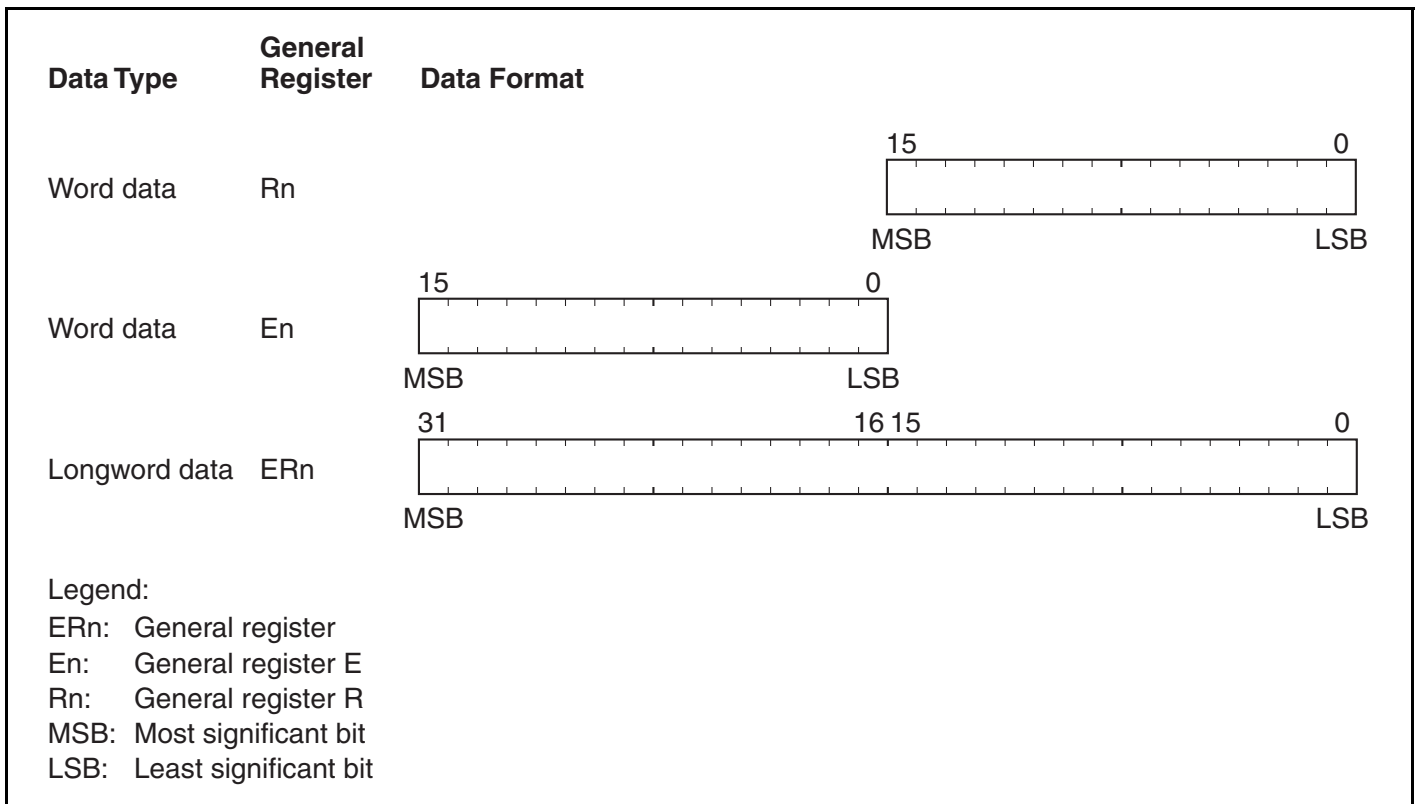 General
Data Type Register Data Format
15 0
Word data Rn
MSB LSB
15 0
Word data En
MSB LSB
31 16 15 0
Longword data ERn
MSB LSB
Legend:
ERn: General register
En: General register E
Rn: General register R
MSB: Most significant bit
LSB: Least significant bit